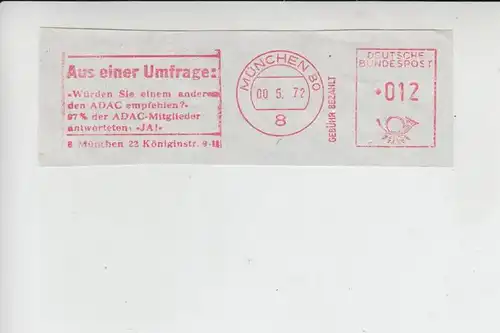 Aus einer Umfrage:
«Würden Sie einem anderen
den ADAC empfehlen?»
97% der ADAC-Mitglieder
antworteten: «JA!»
8 München 22 Königinstr. 9-11
MÜNCHEN 80
09 5. 72
8
GEBÜHR BEZAHLT
DEUTSCHE
BUNDESPOST
*012